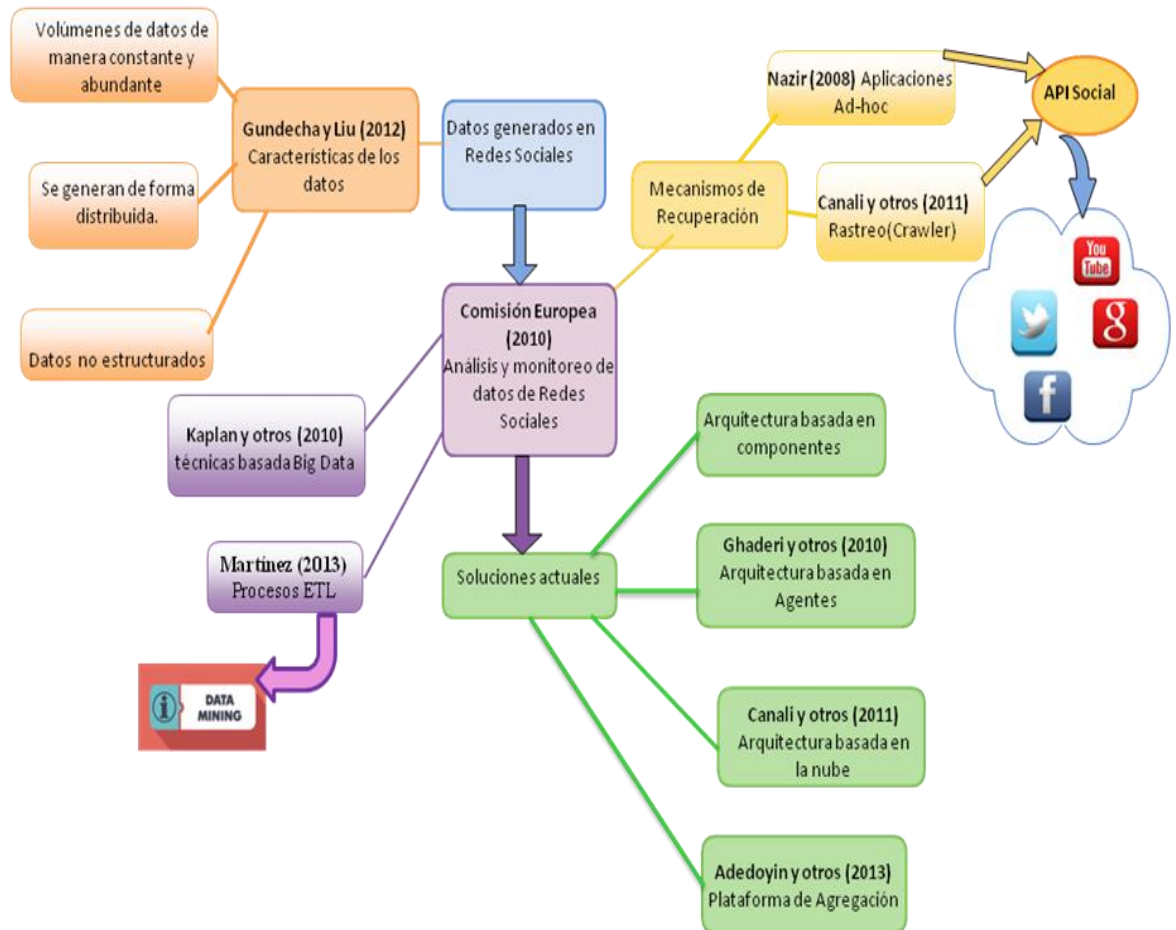 Volúmenes de datos de
manera constante y
abundante
Gundecha y Liu (2012)
Características de los
datos
Se generan de forma
distribuida.
Datos no estructurados
Datos generados en
Redes Sociales
Mecanismos de
Recuperación
Nazir (2008) Aplicaciones
Ad-hoc
Canali y otros (2011)
Rastreo(Crawler)
API Social
You
Tube
g
f
Comisión Europea
(2010)
Análisis y monitoreo de
datos de Redes
Sociales
Kaplan y otros (2010)
técnicas basada Big Data
Martínez (2013)
Procesos ETL
i
DATA
MINING
Soluciones actuales
Arquitectura basada en
componentes
Ghaderi y otros (2010)
Arquitectura basada en
Agentes
Canali y otros (2011)
Arquitectura basada en
la nube
Adedoyin y otros (2013)
Plataforma de Agregación